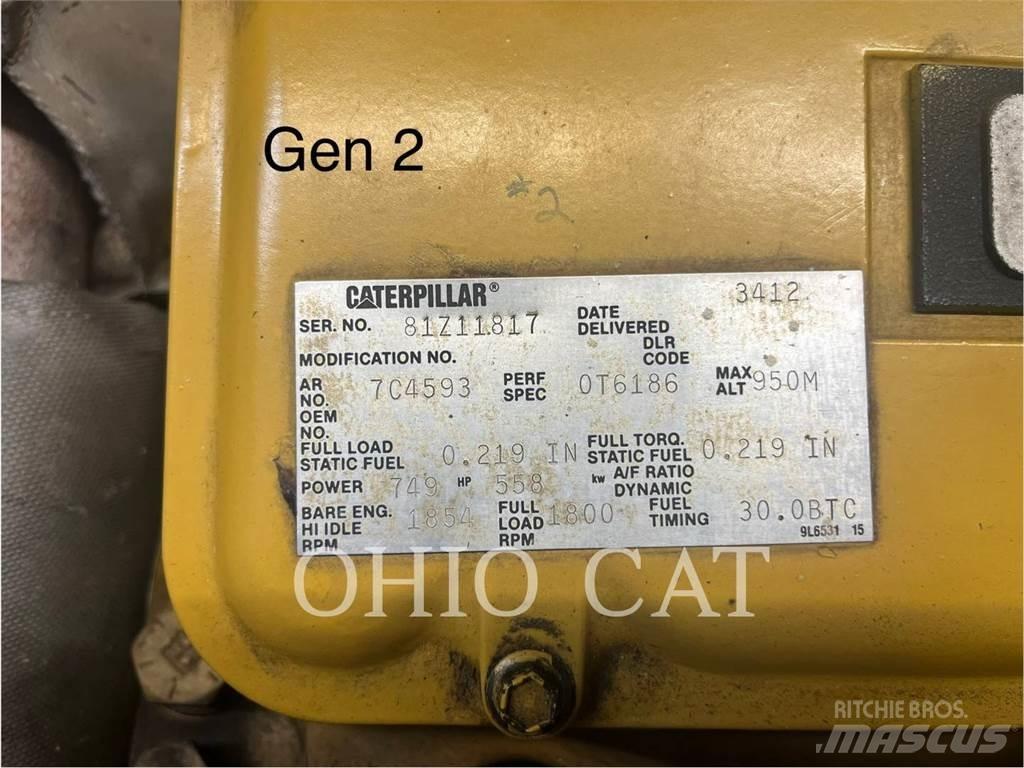 Gen 2
#2
CATERPILLAR® 3412
SER. NO. 81Z11817 DATE DELIVERED
DLR CODE
MODIFICATION NO.
AR NO. 7C4593 PERF SPEC 0T6186 MAX ALT 950M
OEM NO.
FULL LOAD STATIC FUEL 0.219 IN FULL TORQ. STATIC FUEL 0.219 IN
POWER 749 HP 558 kw A/F RATIO DYNAMIC
BARE ENG. HI IDLE RPM 1854 FULL LOAD RPM 1800 FUEL TIMING 30.0BTC
9L6531 15
OHIO CAT
RITCHIE BROS.
MASCUS